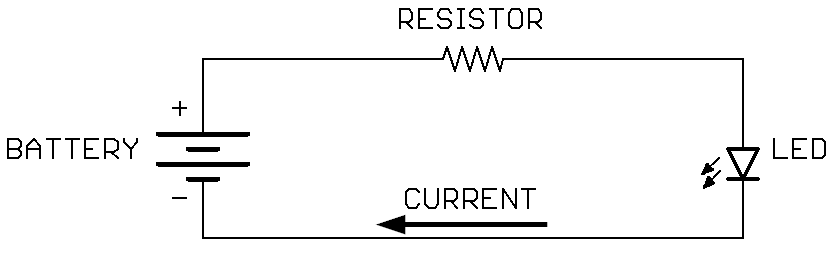 RESISTOR
+
BATTERY
LED
−
CURRENT